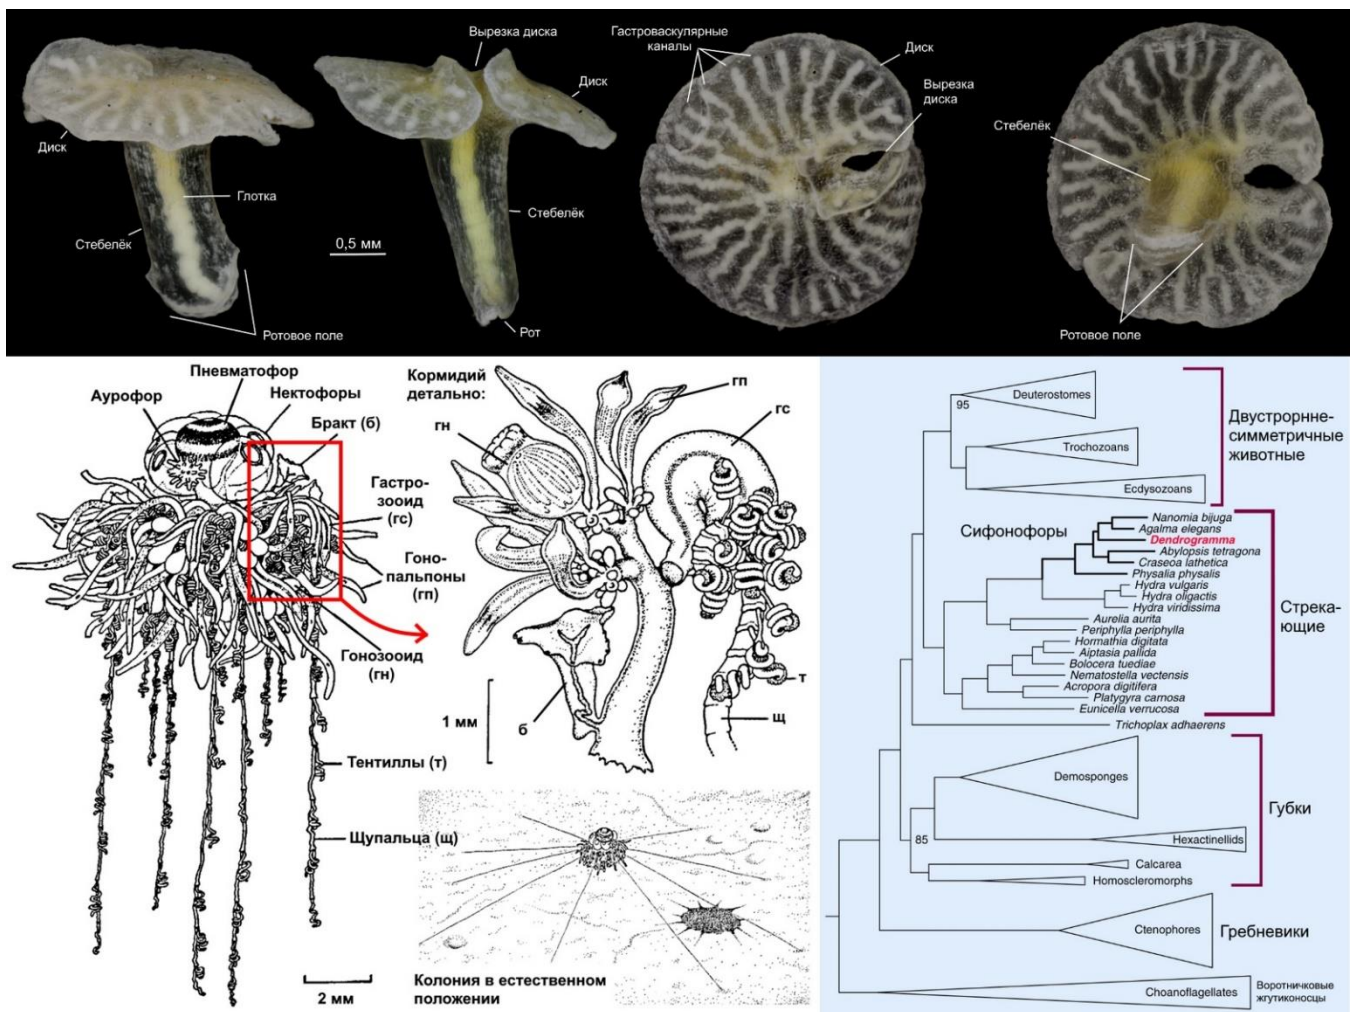 Вырезка диска
Диск
Диск
Глотка
Стебелёк
Ротовое поле
0,5 мм
Стебелёк
Рот
Гастроваскулярные
каналы
Диск
Вырезка
диска
Стебелёк
Ротовое поле
Пневматофор
Аурофор
Нектофоры
Бракт (б)
Гастро-
зооид
(гс)
Гоно-
пальпоны
(гп)
Гонозооид
(гн)
Тентиллы (т)
Щупальца (щ)
2 мм
Кормидий
детально:
гп
гс
гн
т
щ
б
1 мм
Колония в естественном
положении
Deuterostomes
95
Trochozoans
Ecdysozoans
Двусторрне-
симметричные
животные
Сифонофоры
Nanomia bijuga
Agalma elegans
Dendrogramma
Abylopsis tetragona
Craseoa lathetica
Physalia physalis
Hydra vulgaris
Hydra oligactis
Hydra viridissima
Aurelia aurita
Periphylla periphylla
Hormathia digitata
Aiptasia pallida
Bolocera tuediae
Nematostella vectensis
Acropora digitifera
Platygyra carnosa
Eunicella verrucosa
Стрека-
ющие
Trichoplax adhaerens
Demosponges
85
Hexactinellids
Calcarea
Homoscleromorphs
Губки
Ctenophores
Гребневики
Choanoflagellates
Воротничковые
жгутиконосцы